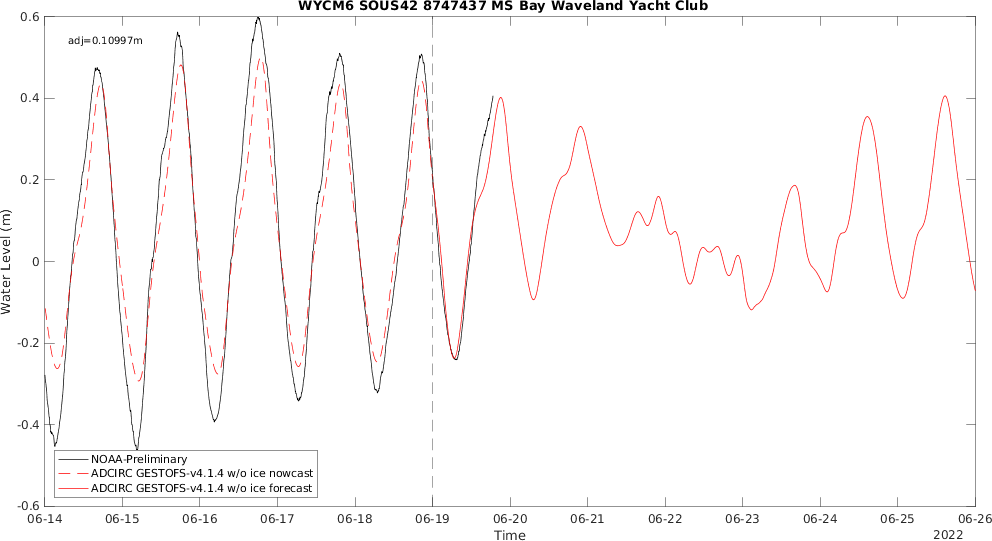 WYCM6 SOUS42 8747437 MS Bay Waveland Yacht Club
adj=0.10997m
Water Level (m)
0.6
0.4
0.2
0
-0.2
-0.4
-0.6
NOAA-Preliminary
ADCIRC GESTOFS-v4.1.4 w/o ice nowcast
ADCIRC GESTOFS-v4.1.4 w/o ice forecast
06-14 06-15 06-16 06-17 06-18 06-19 06-20 06-21 06-22 06-23 06-24 06-25 06-26
Time
2022